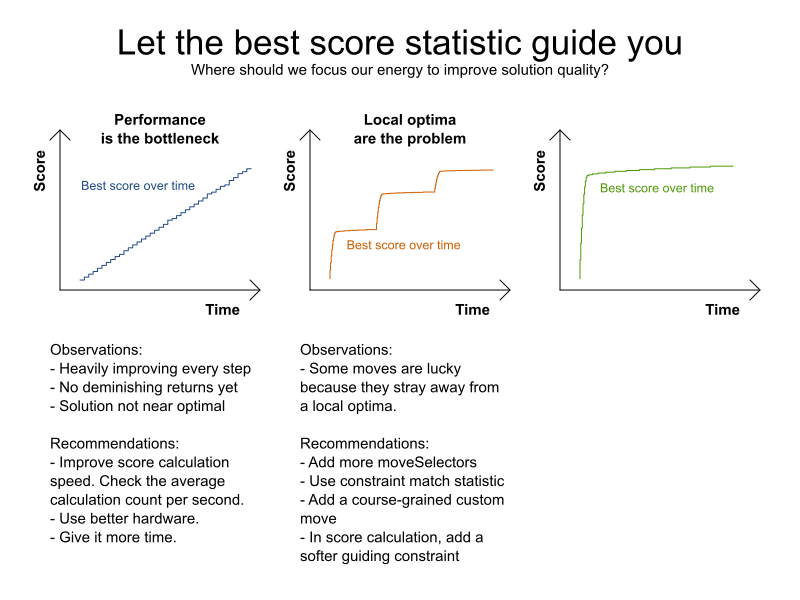 Let the best score statistic guide you
Where should we focus our energy to improve solution quality?
Performance
is the bottleneck
Score
Best score over time
Time
Observations:
- Heavily improving every step
- No deminishing returns yet
- Solution not near optimal
Recommendations:
- Improve score calculation
speed. Check the average
calculation count per second.
- Use better hardware.
- Give it more time.
Local optima
are the problem
Score
Best score over time
Time
Observations:
- Some moves are lucky
because they stray away from
a local optima.
Recommendations:
- Add more moveSelectors
- Use constraint match statistic
- Add a course-grained custom
move
- In score calculation, add a
softer guiding constraint
Score
Best score over time
Time